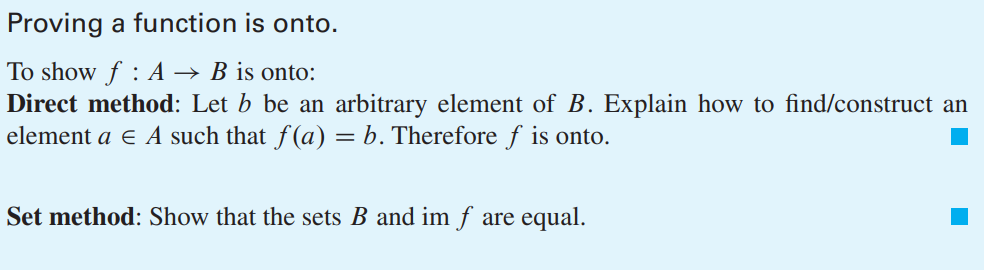 Proving a function is onto.
To show f : A → B is onto:
Direct method: Let b be an arbitrary element of B. Explain how to find/construct an
element a ∈ A such that f(a) = b. Therefore f is onto.
Set method: Show that the sets B and im f are equal.